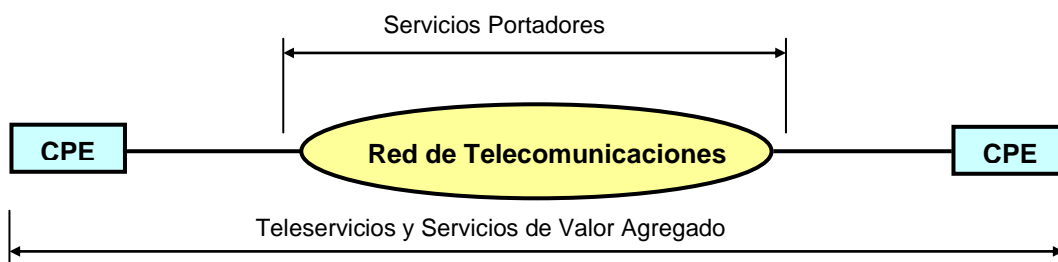 Servicios Portadores
CPE
Red de Telecomunicaciones
CPE
Teleservicios y Servicios de Valor Agregado